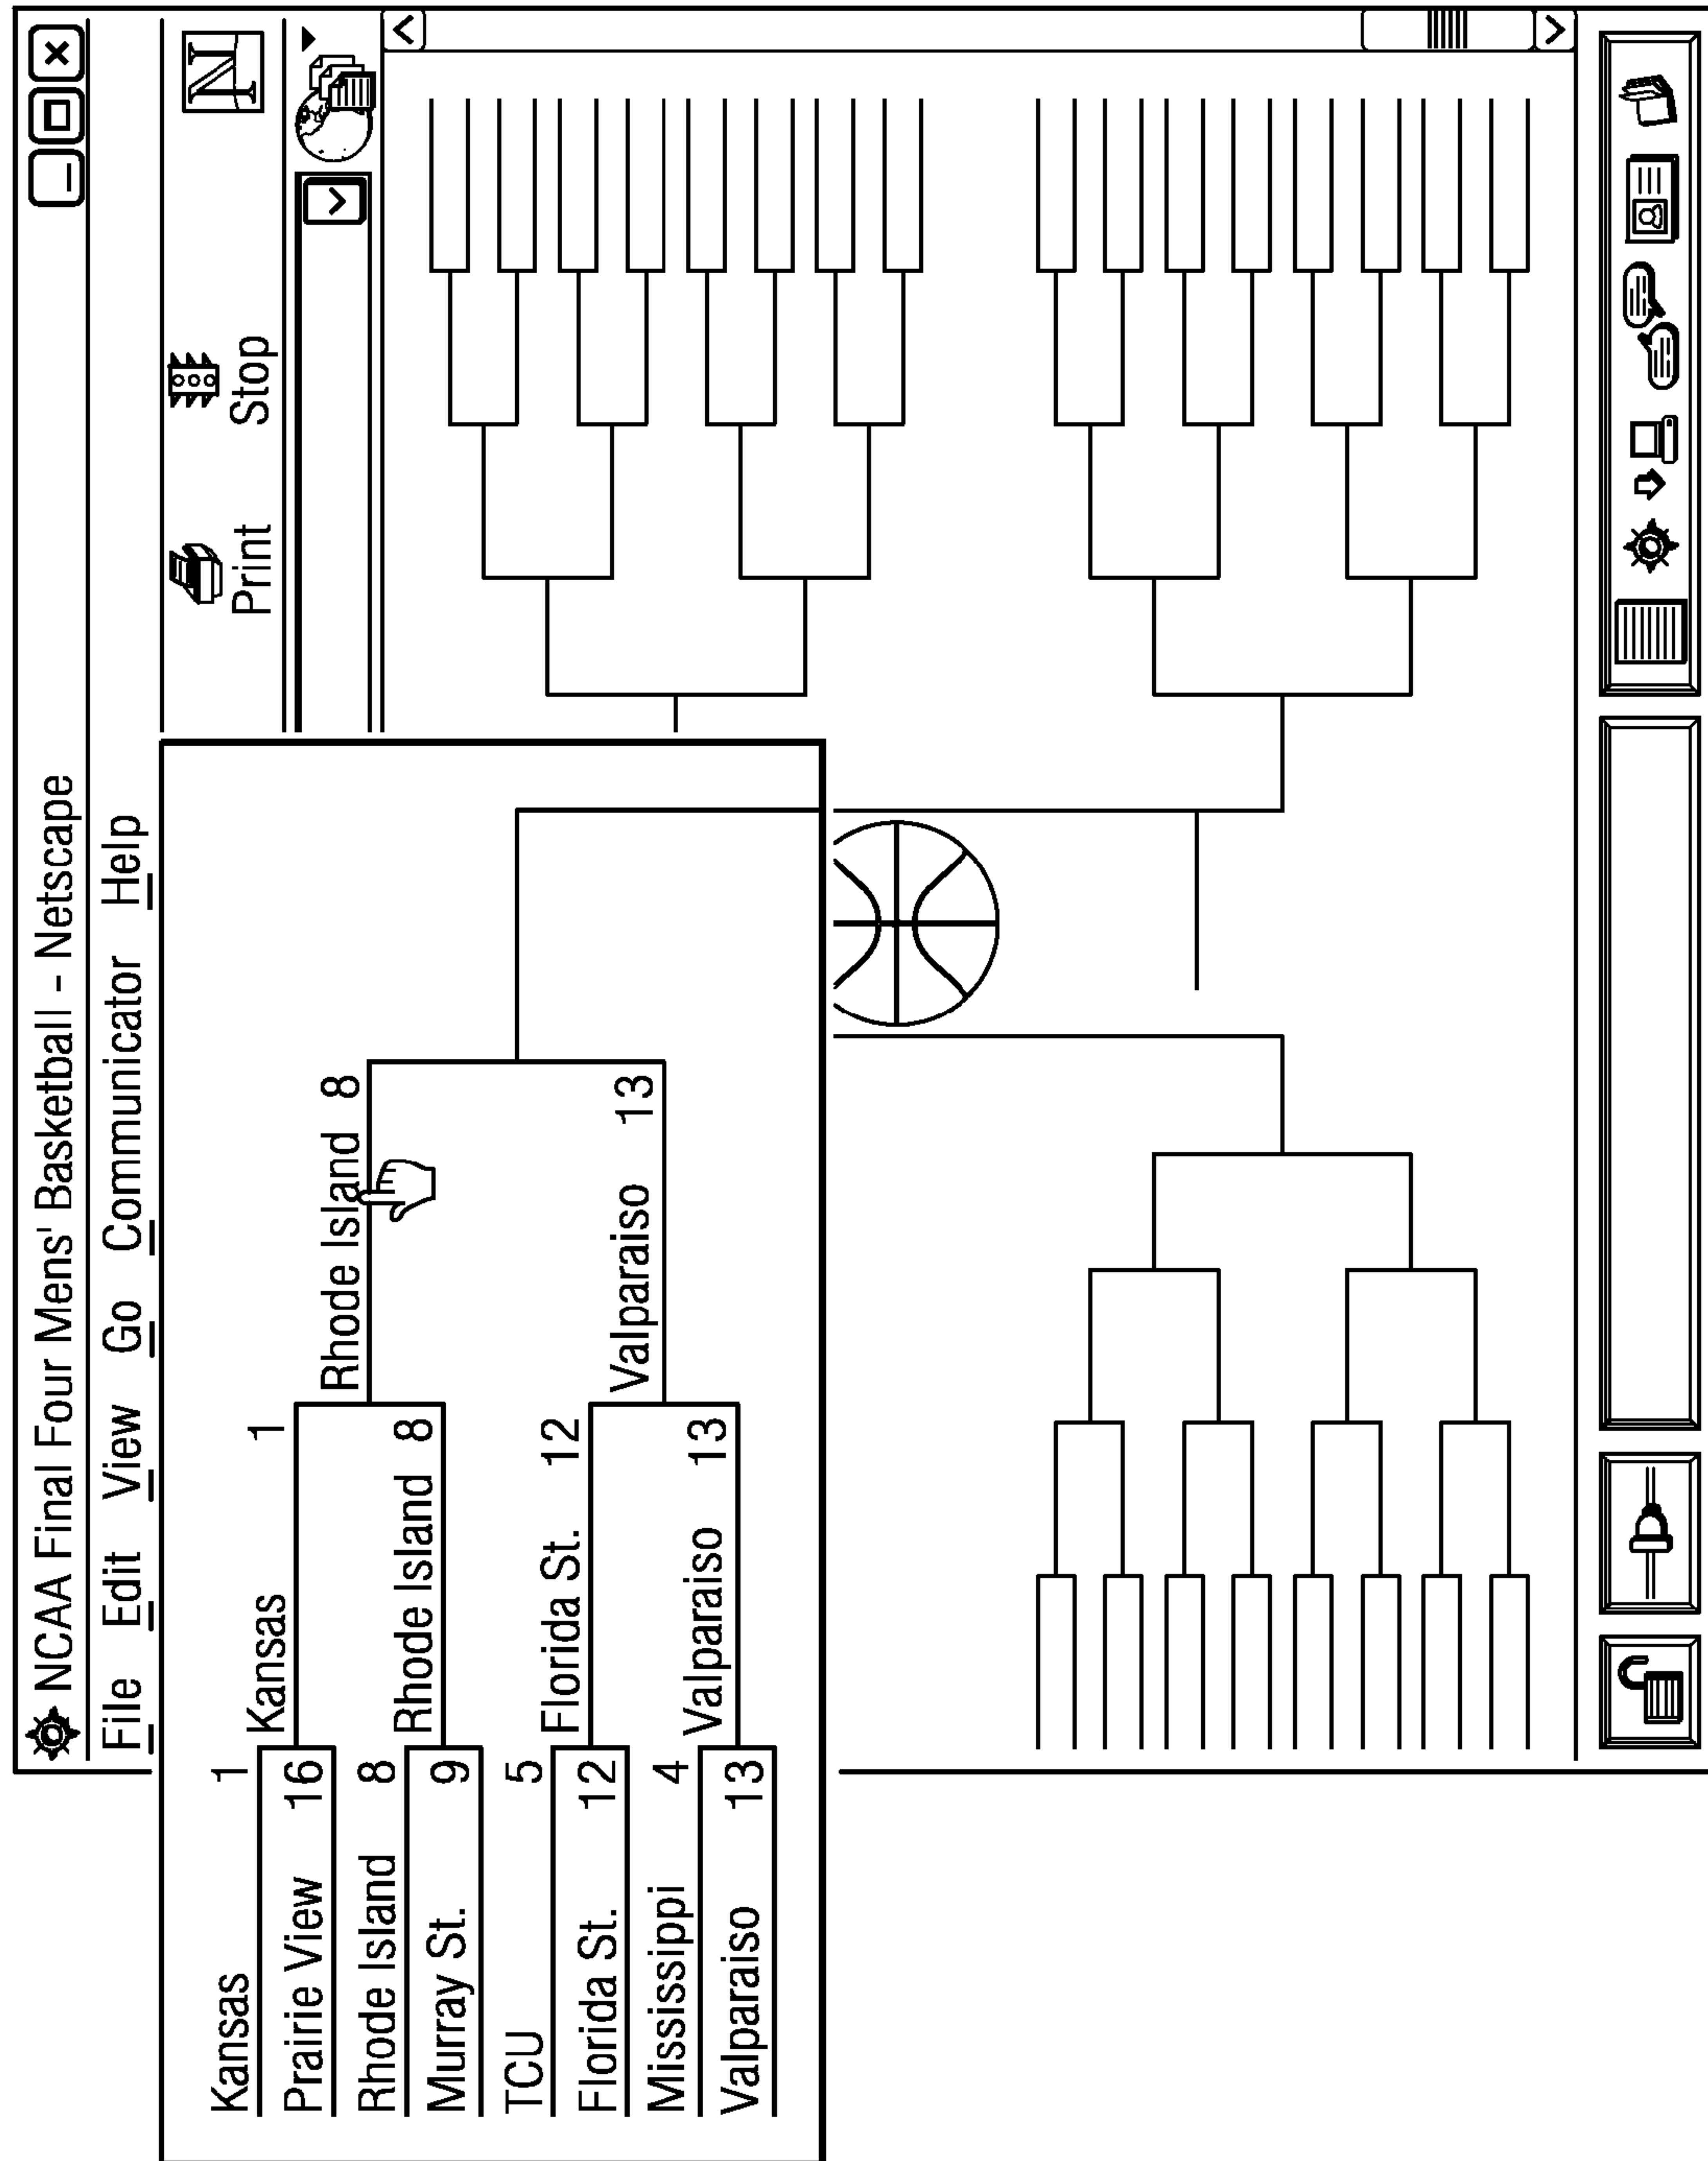 NCAA Final Four Mens' Basketball - Netscape
File Edit View Go Communicator Help
N
Print Stop
Kansas 1
Prairie View 16
Rhode Island 8
Murray St. 9
TCU 5
Florida St. 12
Mississippi 4
Valparaiso 13
Kansas 1
Rhode Island 8
Florida St. 12
Valparaiso 13
Rhode Island 8
Valparaiso 13